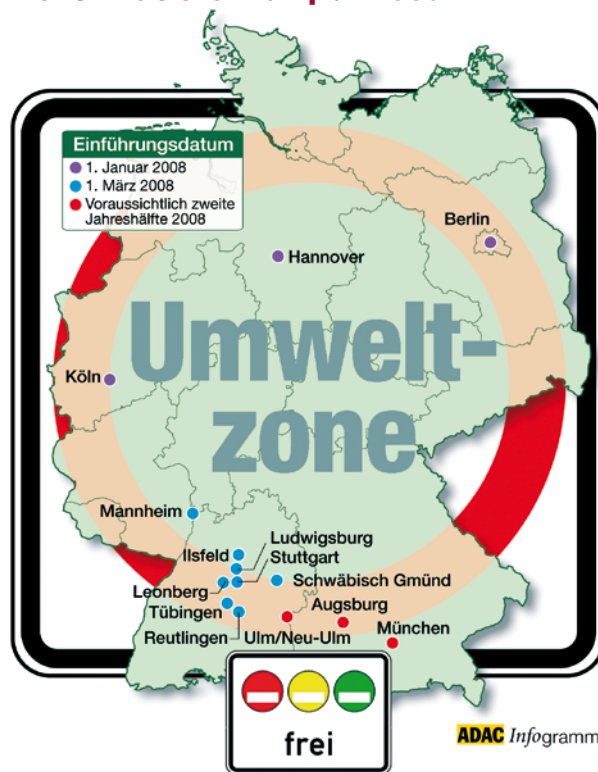 Einführungsdatum
1. Januar 2008
1. März 2008
Voraussichtlich zweite
Jahreshälfte 2008
Berlin
Hannover
Umwelt-
zone
Köln
Mannheim
Ludwigsburg
Ilsfeld
Stuttgart
Leonberg
Schwäbisch Gmünd
Tübingen
Augsburg
Reutlingen
Ulm/Neu-Ulm
München
frei
ADAC Infogramm